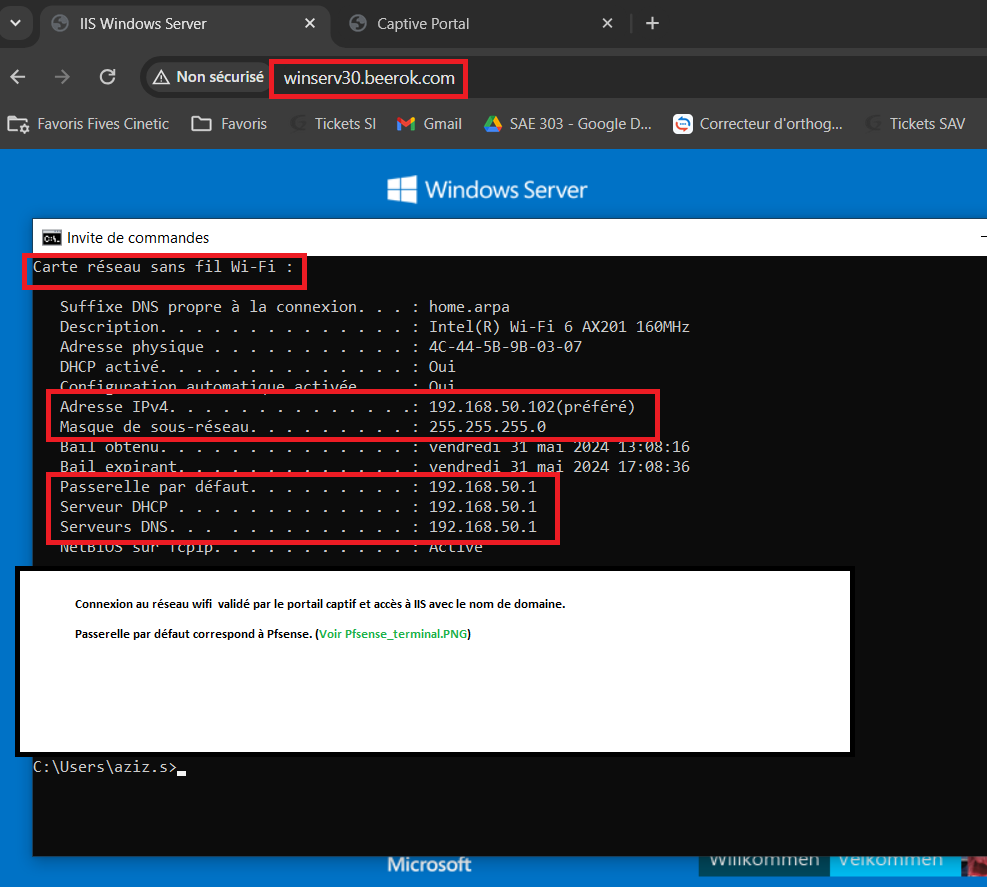 IIS Windows Server
Captive Portal
Non sécurisé
winserv30.beerok.com
Favoris Fives Cinetic
Favoris
Tickets SI
Gmail
SAE 303 - Google D...
Correcteur d'orthog...
Tickets SAV
Windows Server
Invite de commandes
Carte réseau sans fil Wi-Fi :
Suffixe DNS propre à la connexion. . . : home.arpa
Description. . . . . . . . . . . . . . : Intel(R) Wi-Fi 6 AX201 160MHz
Adresse physique . . . . . . . . . . . : 4C-44-5B-9B-03-07
DHCP activé. . . . . . . . . . . . . . : Oui
Configuration automatique activée. . . : Oui
Adresse IPv4. . . . . . . . . . . . . .: 192.168.50.102(préféré)
Masque de sous-réseau. . . . . . . . . : 255.255.255.0
Bail obtenu. . . . . . . . . . . . . . : vendredi 31 mai 2024 13:08:16
Bail expirant. . . . . . . . . . . . . : vendredi 31 mai 2024 17:08:36
Passerelle par défaut. . . . . . . . . : 192.168.50.1
Serveur DHCP . . . . . . . . . . . . . : 192.168.50.1
Serveurs DNS. . .  . . . . . . . . . . : 192.168.50.1
NetBIOS sur Tcpip. . . . . . . . . . . : Activé
Connexion au réseau wifi  validé par le portail captif et accès à IIS avec le nom de domaine.
Passerelle par défaut correspond à Pfsense. (Voir Pfsense_terminal.PNG)
C:\Users\aziz.s>
Microsoft
Willkommen
Velkommen